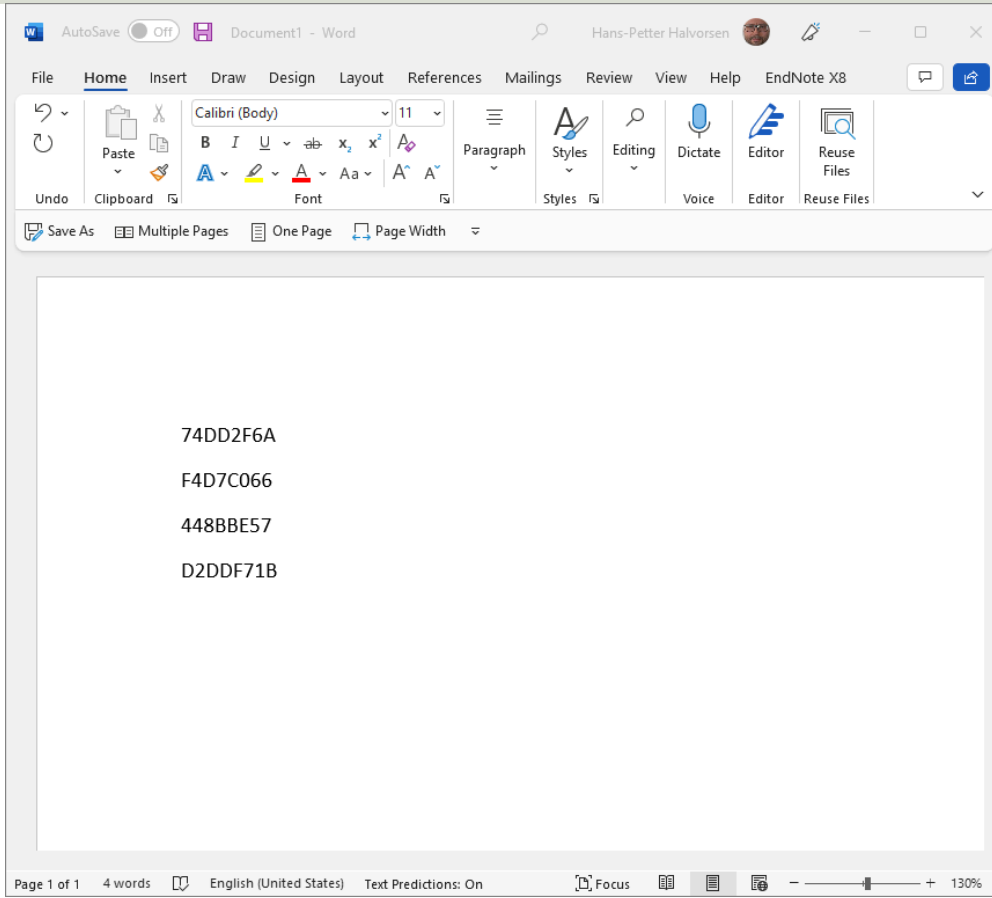 AutoSave Off Document1 - Word Hans-Petter Halvorsen
File Home Insert Draw Design Layout References Mailings Review View Help EndNote X8
Calibri (Body) 11
Paste Paragraph Styles Editing Dictate Editor Reuse Files
B I U ab x₂ x² A
A A Aa A A
Undo Clipboard Font Styles Voice Editor Reuse Files
Save As Multiple Pages One Page Page Width
74DD2F6A
F4D7C066
448BBE57
D2DDF71B
Page 1 of 1 4 words English (United States) Text Predictions: On Focus 130%